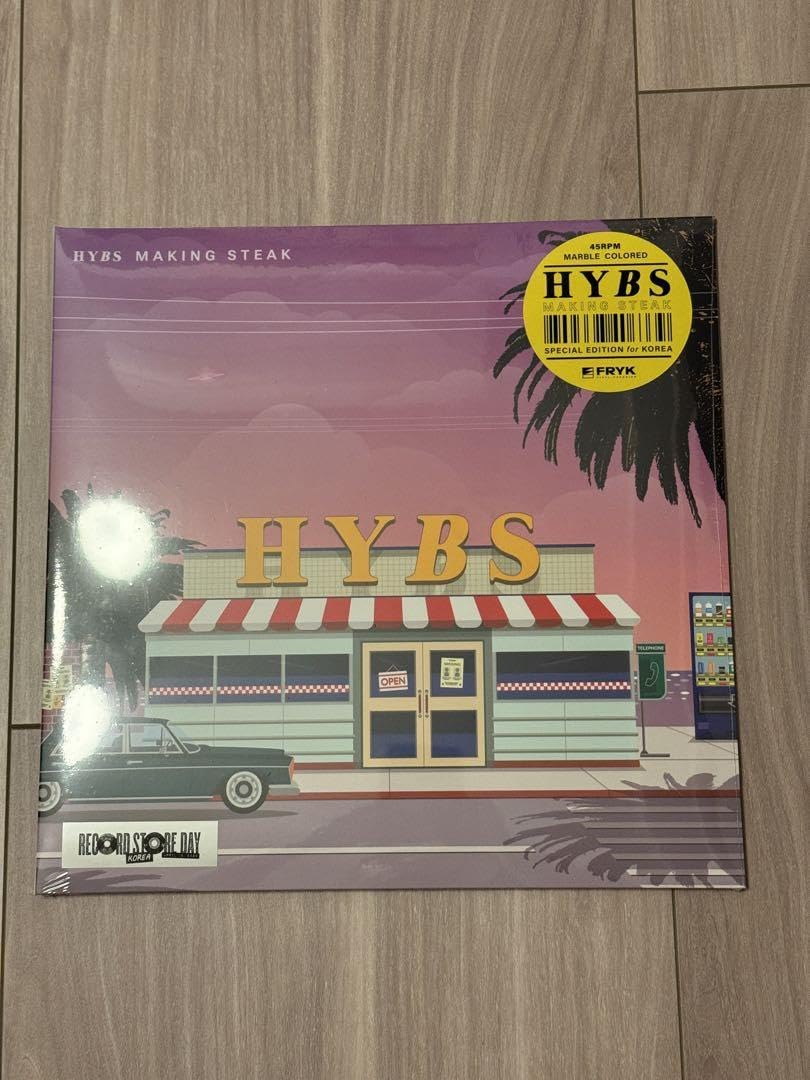 HYBS MAKING STEAK
45RPM
MARBLE COLORED
HYBS
MAKING STEAK
SPECIAL EDITION for KOREA
FRYK
HYBS
OPEN
TELEPHONE
RECORD STORE DAY
KOREA